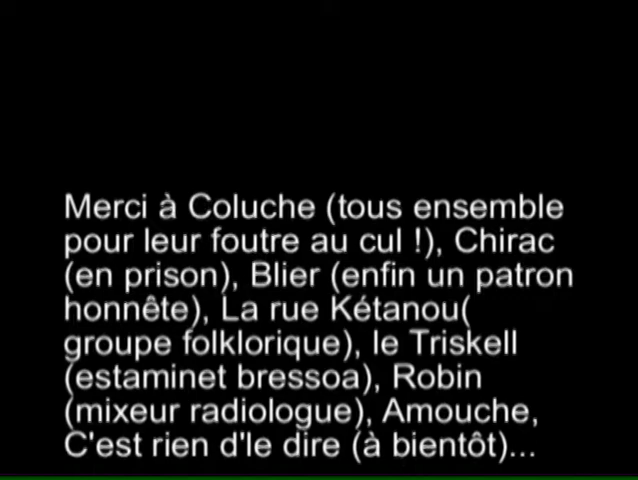 Merci à Coluche (tous ensemble
pour leur foutre au cul !), Chirac
(en prison), Blier (enfin un patron
honnête), La rue Kétanou(
groupe folklorique), le Triskell
(estaminet bressoa), Robin
(mixeur radiologue), Amouche,
C'est rien d'le dire (à bientôt)...